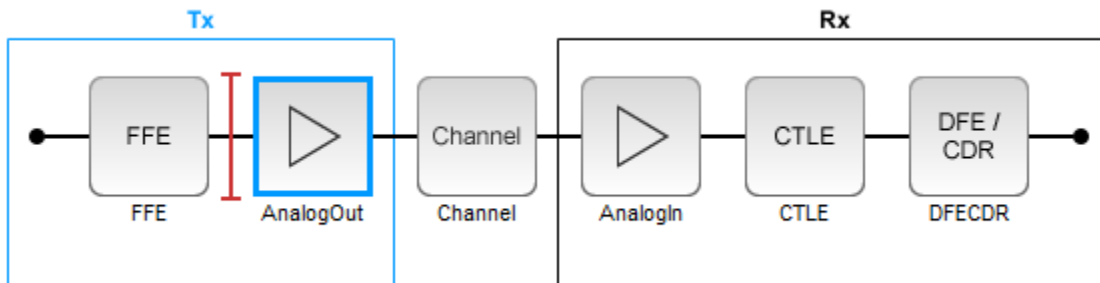 Tx
Rx
FFE
Channel
CTLE
DFE /
CDR
FFE
AnalogOut
Channel
AnalogIn
CTLE
DFECDR